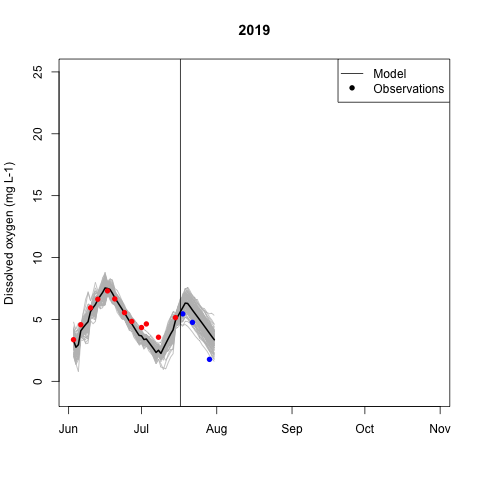 2019
Model
Observations
Dissolved oxygen (mg L-1)
25
20
15
10
5
0
Jun Jul Aug Sep Oct Nov